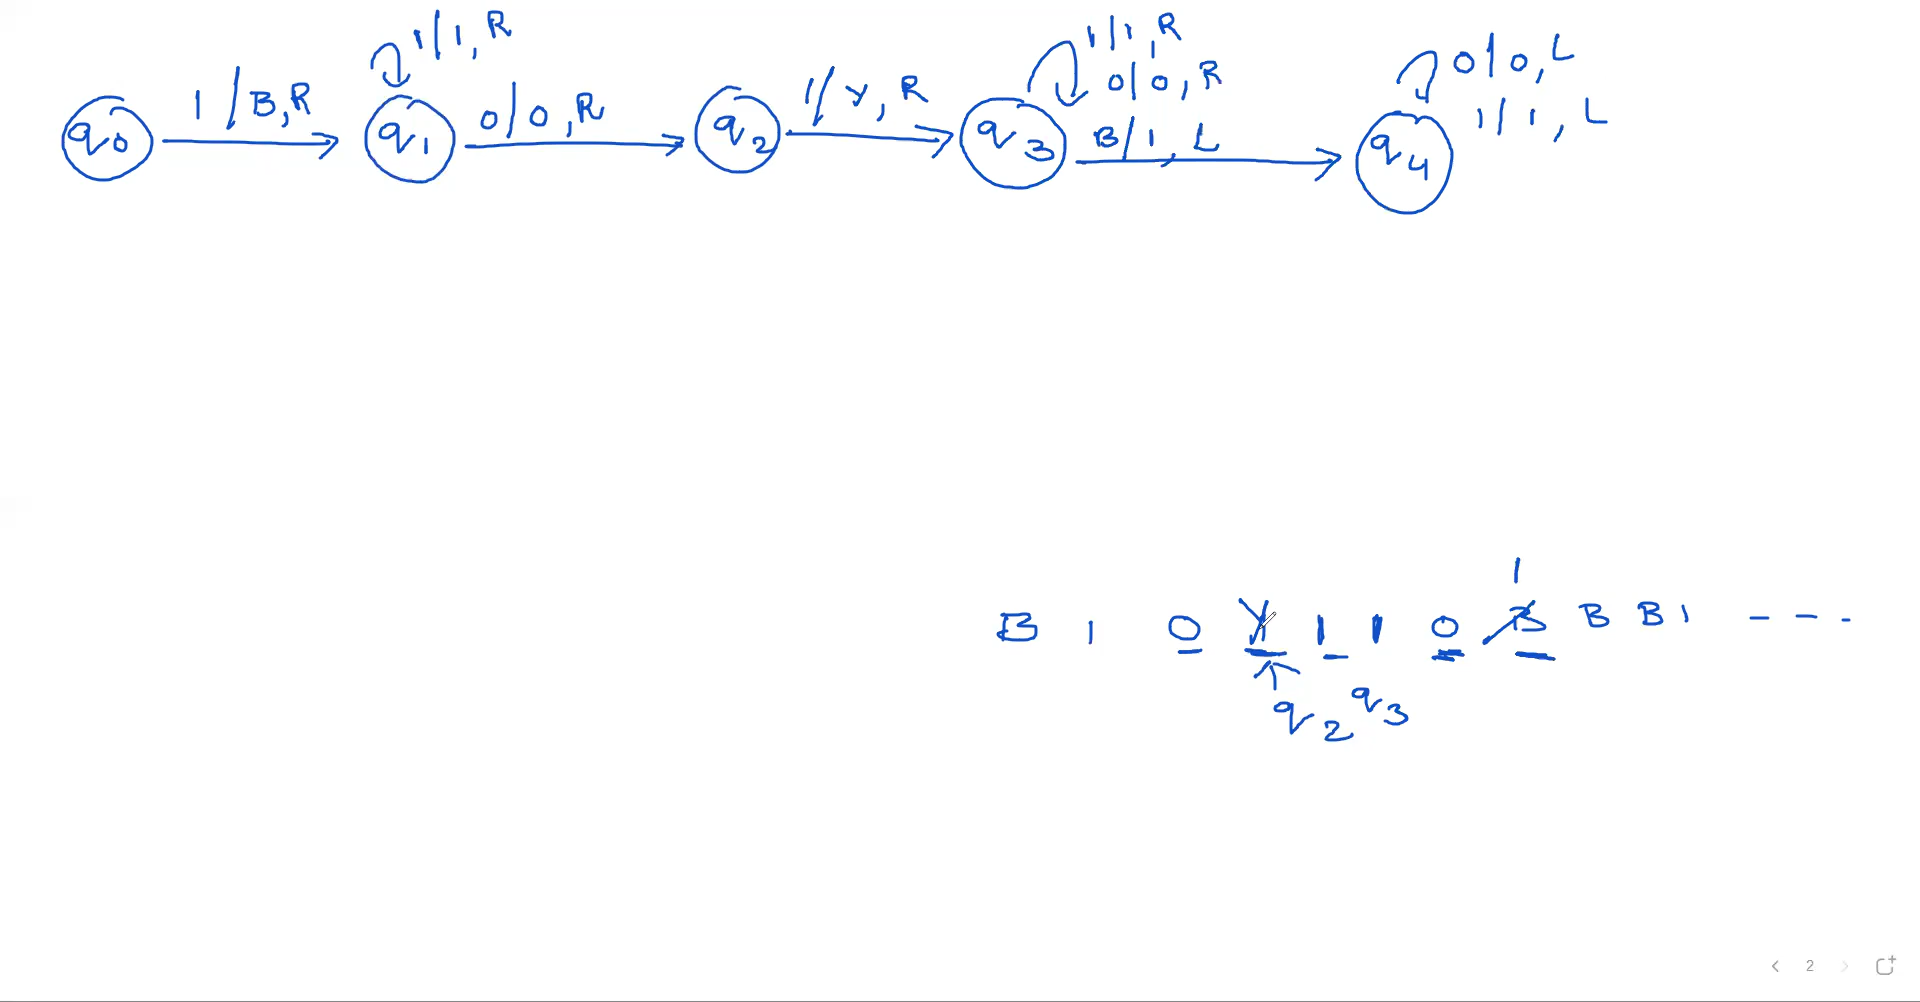 1/1, R
1/1, R
0/0, L
1/B, R
0/0, R
1/Y, R
0/0, R
1/1, L
q0
q1
q2
q3
B/1, L
q4
1
B 1 0 Y 1 1 0 B B B 1 - - -
q2 q3
2